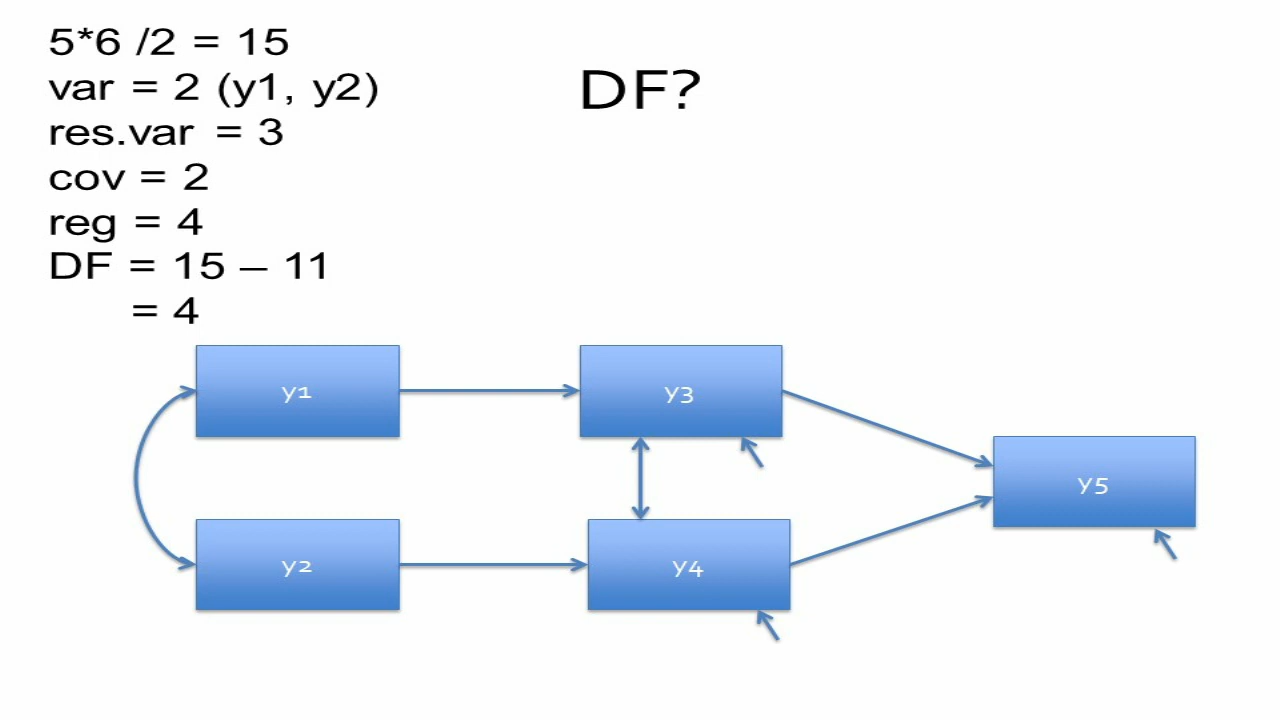 5*6 /2 = 15
var = 2 (y1, y2)
res.var = 3
cov = 2
reg = 4
DF = 15 – 11
= 4
DF?
y1
y3
y5
y2
y4